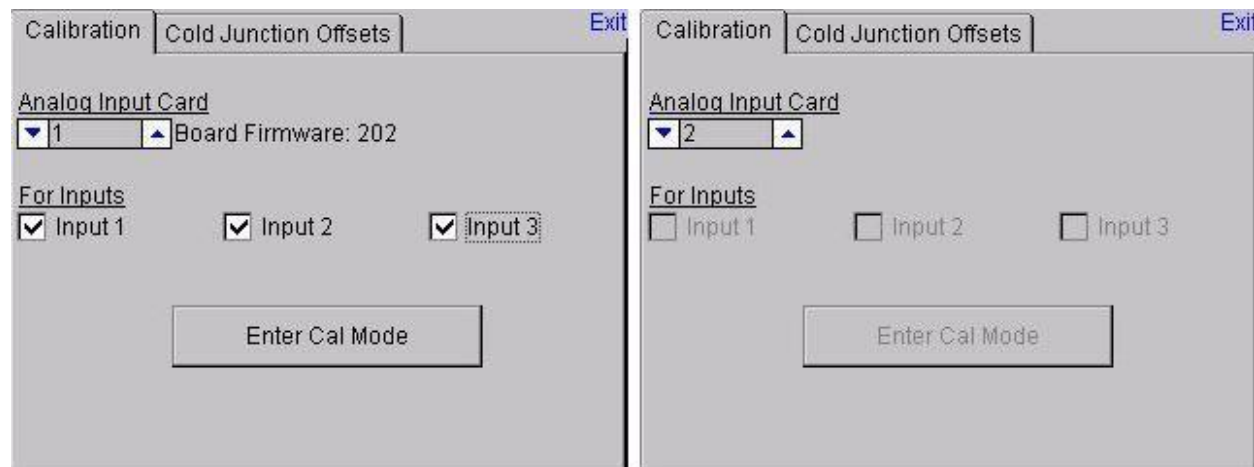 Calibration
Cold Junction Offsets
Exit
Analog Input Card
1
Board Firmware: 202
For Inputs
Input 1
Input 2
Input 3
Enter Cal Mode
Calibration
Cold Junction Offsets
Exit
Analog Input Card
2
For Inputs
Input 1
Input 2
Input 3
Enter Cal Mode